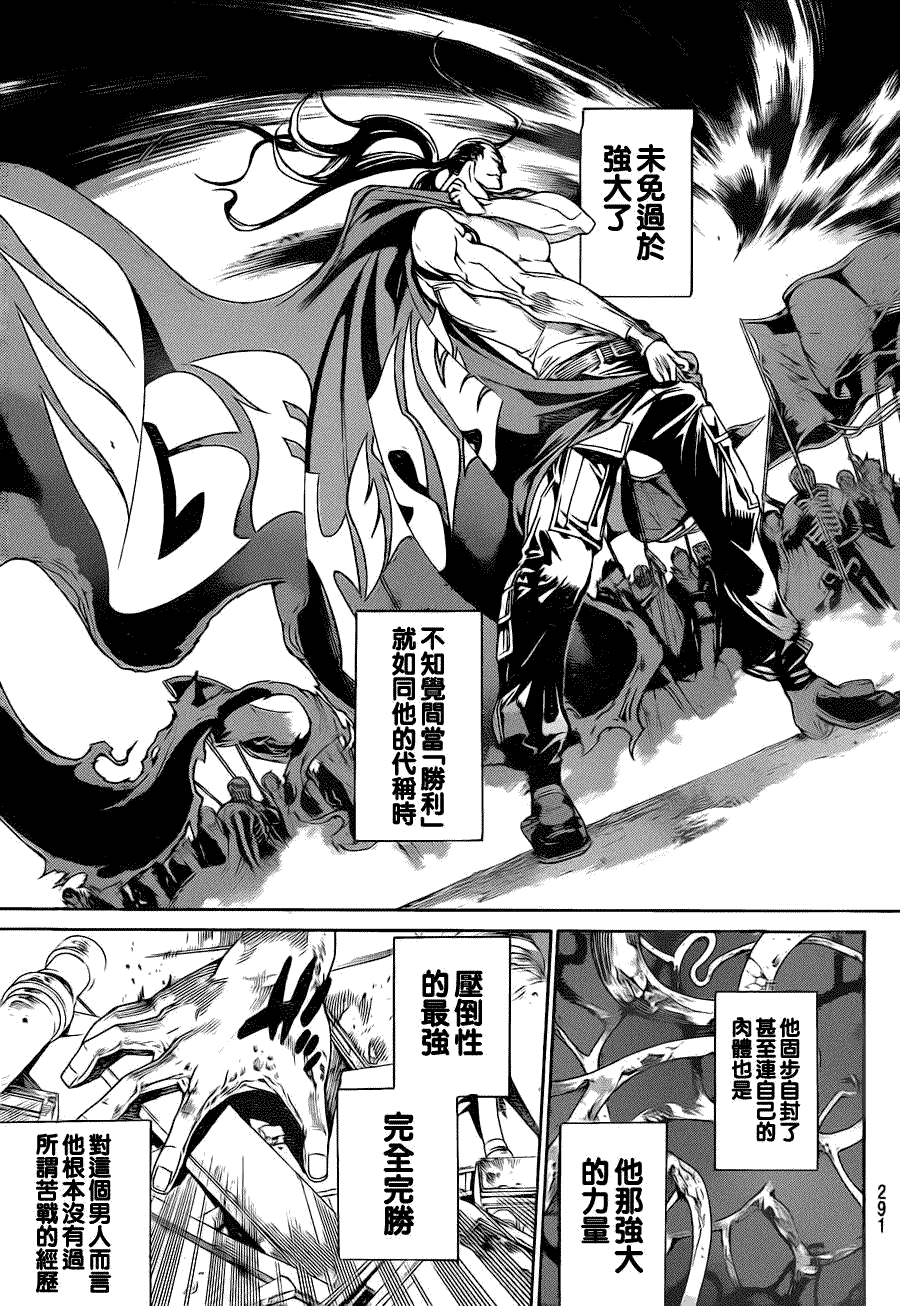 未免過於
強大了
不知覺間當「勝利」
就如同他的代稱時
他固步自封了
甚至連自己的
肉體也是
他那強大
的力量
壓倒性
的最強
完全完勝
對這個男人而言
他根本沒有過
所謂苦戰的經歷
291